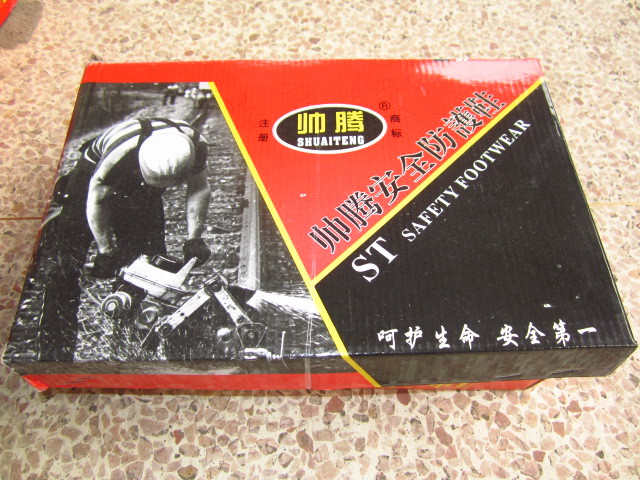 注册
帅腾
SHUAITENG
®
商标
帅腾安全防護鞋
ST SAFETY FOOTWEAR
呵护生命 安全第一